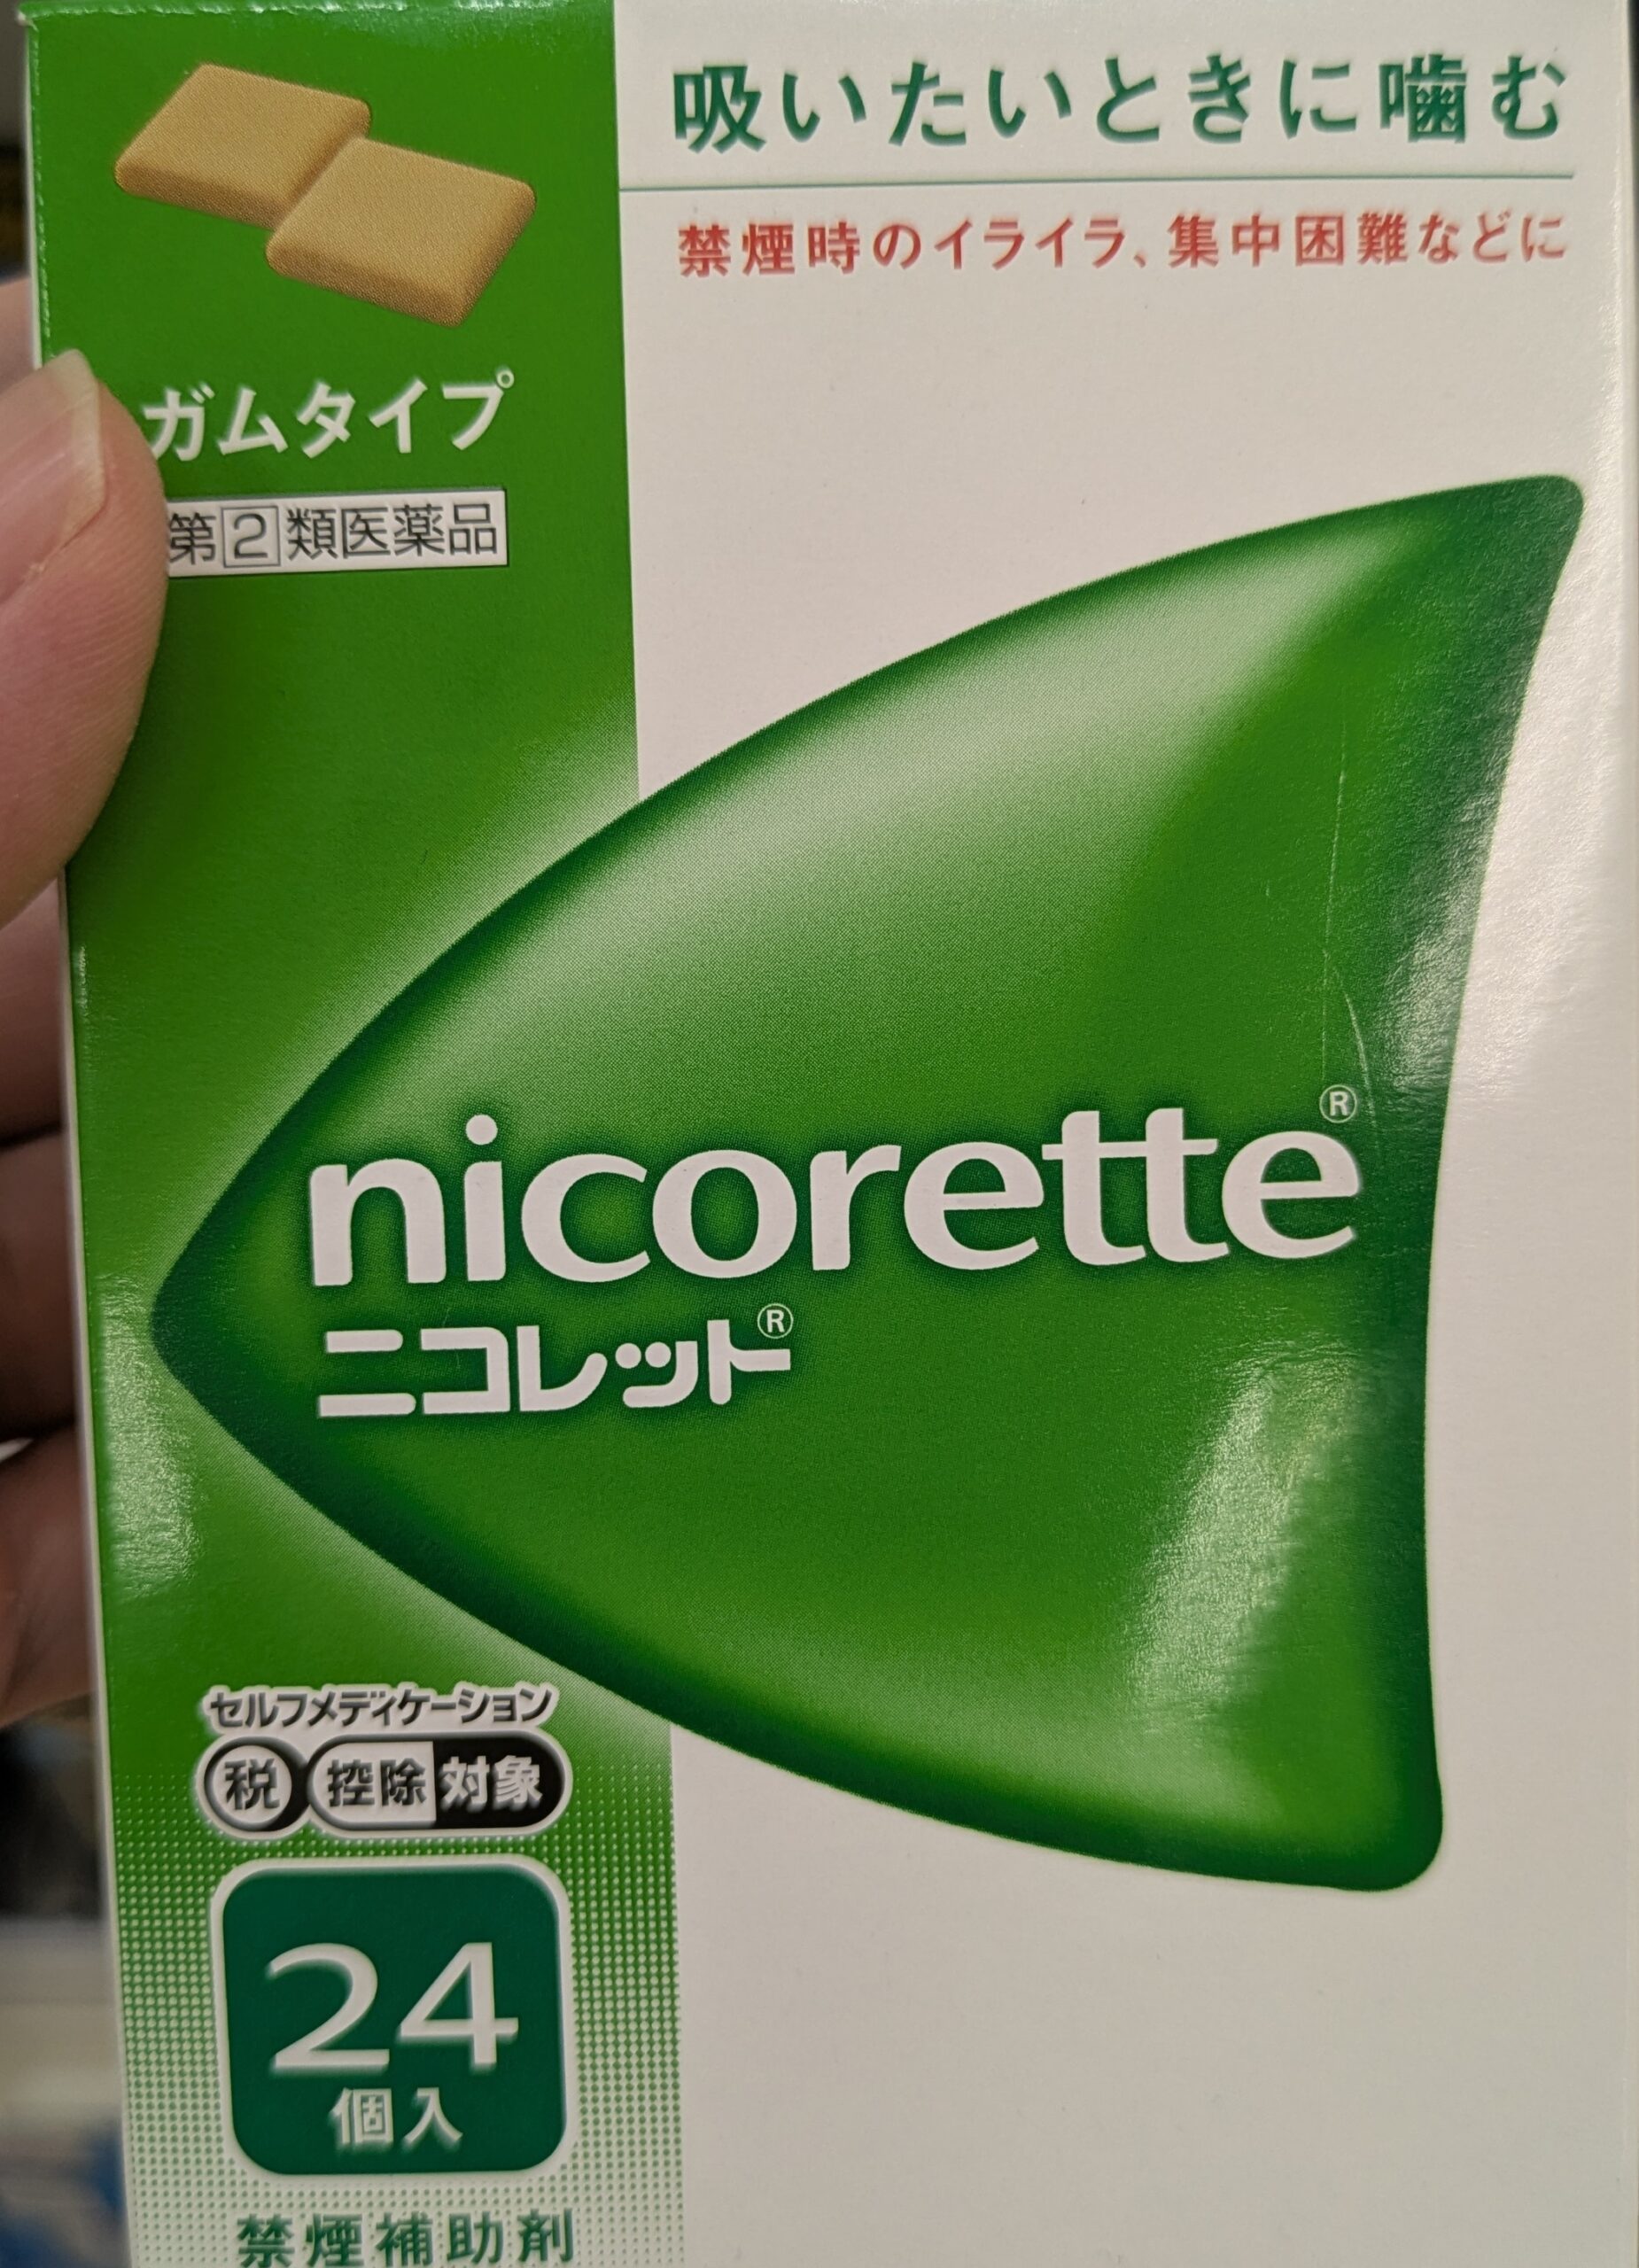 吸いたいときに噛む
禁煙時のイライラ、集中困難などに
ガムタイプ
第②類医薬品
nicorette®
ニコレット®
セルフメディケーション
税控除対象
24
個入
禁煙補助剤